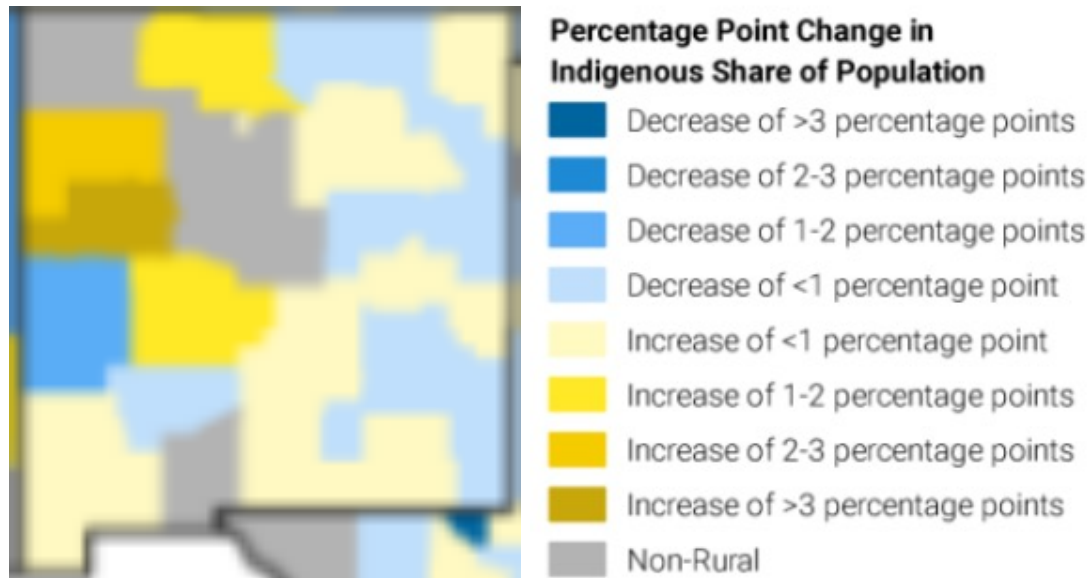 Percentage Point Change in
Indigenous Share of Population
Decrease of >3 percentage points
Decrease of 2-3 percentage points
Decrease of 1-2 percentage points
Decrease of <1 percentage point
Increase of <1 percentage point
Increase of 1-2 percentage points
Increase of 2-3 percentage points
Increase of >3 percentage points
Non-Rural